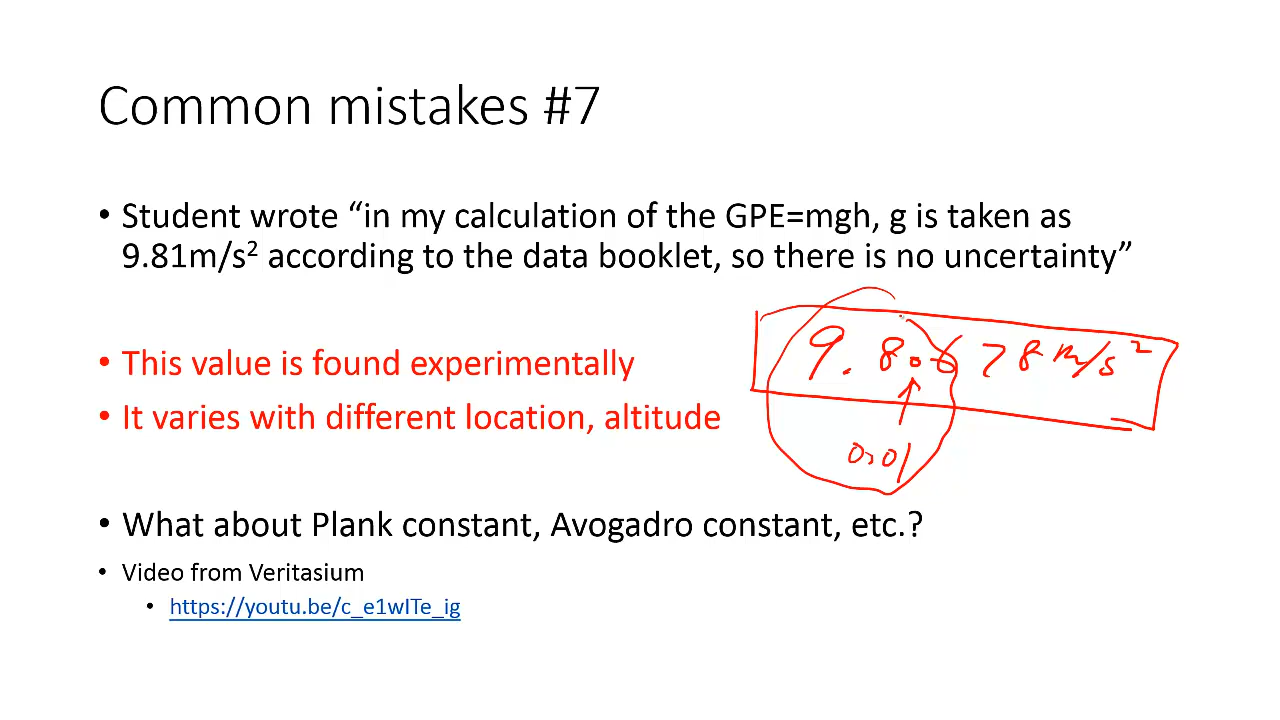 Common mistakes #7
• Student wrote “in my calculation of the GPE=mgh, g is taken as
9.81m/s² according to the data booklet, so there is no uncertainty”
9.80678m/s²
• This value is found experimentally
• It varies with different location, altitude
0.01
• What about Plank constant, Avogadro constant, etc.?
• Video from Veritasium
• https://youtu.be/c_e1wITe_ig